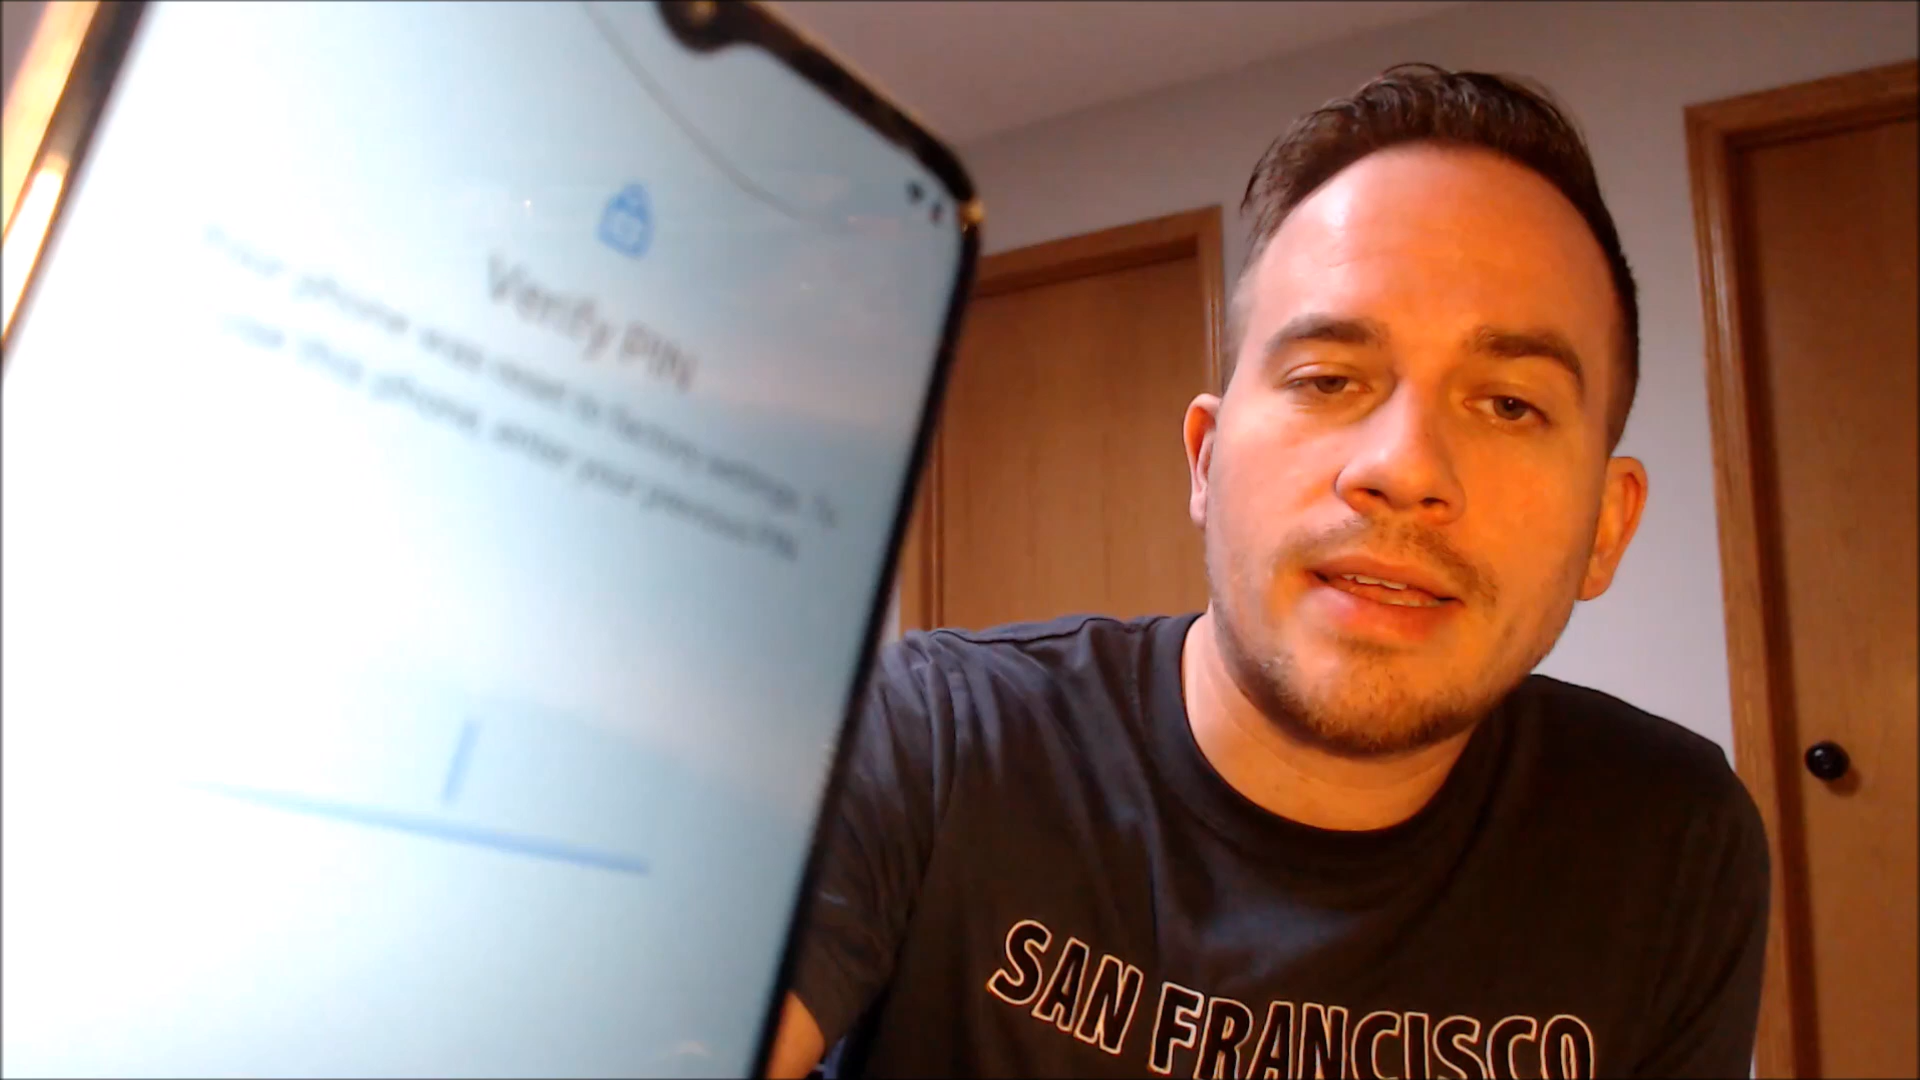 Verify PIN
Your phone was reset to factory settings. To
use this phone, enter your previous PIN.
SAN FRANCISCO